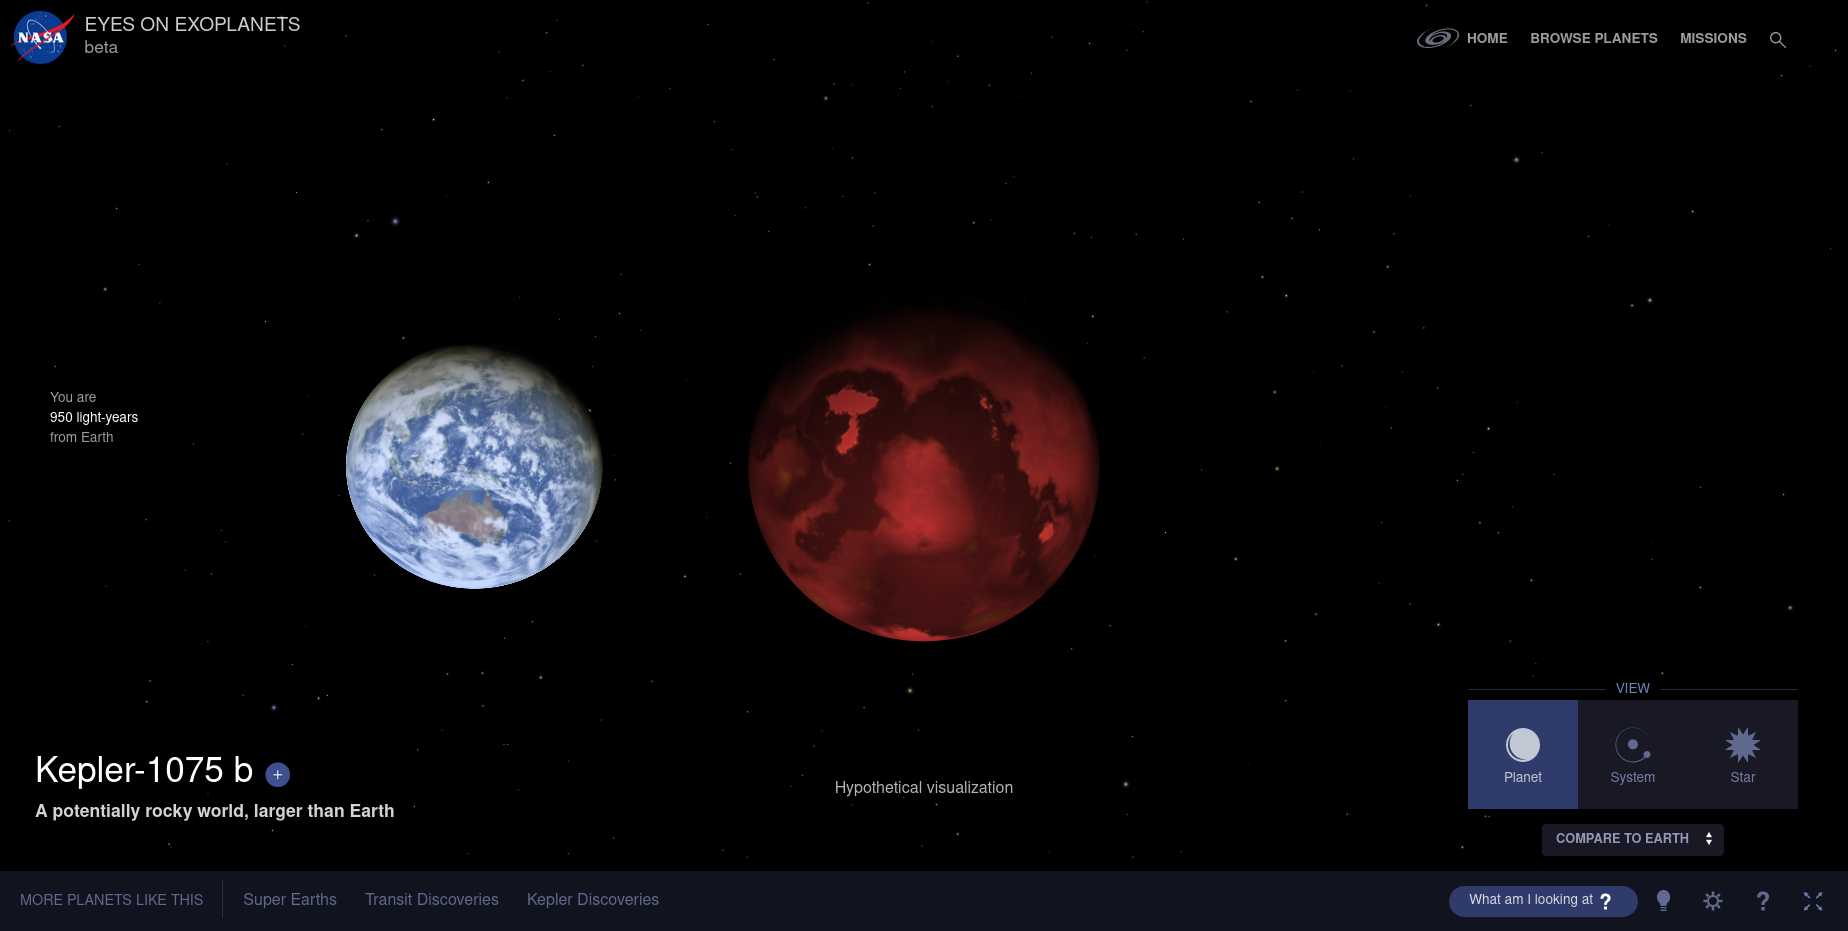 NASA
EYES ON EXOPLANETS
beta
HOME
BROWSE PLANETS
MISSIONS
You are
950 light-years
from Earth
Kepler-1075 b +
A potentially rocky world, larger than Earth
Hypothetical visualization
VIEW
Planet
System
Star
COMPARE TO EARTH
MORE PLANETS LIKE THIS
Super Earths
Transit Discoveries
Kepler Discoveries
What am I looking at ?
?